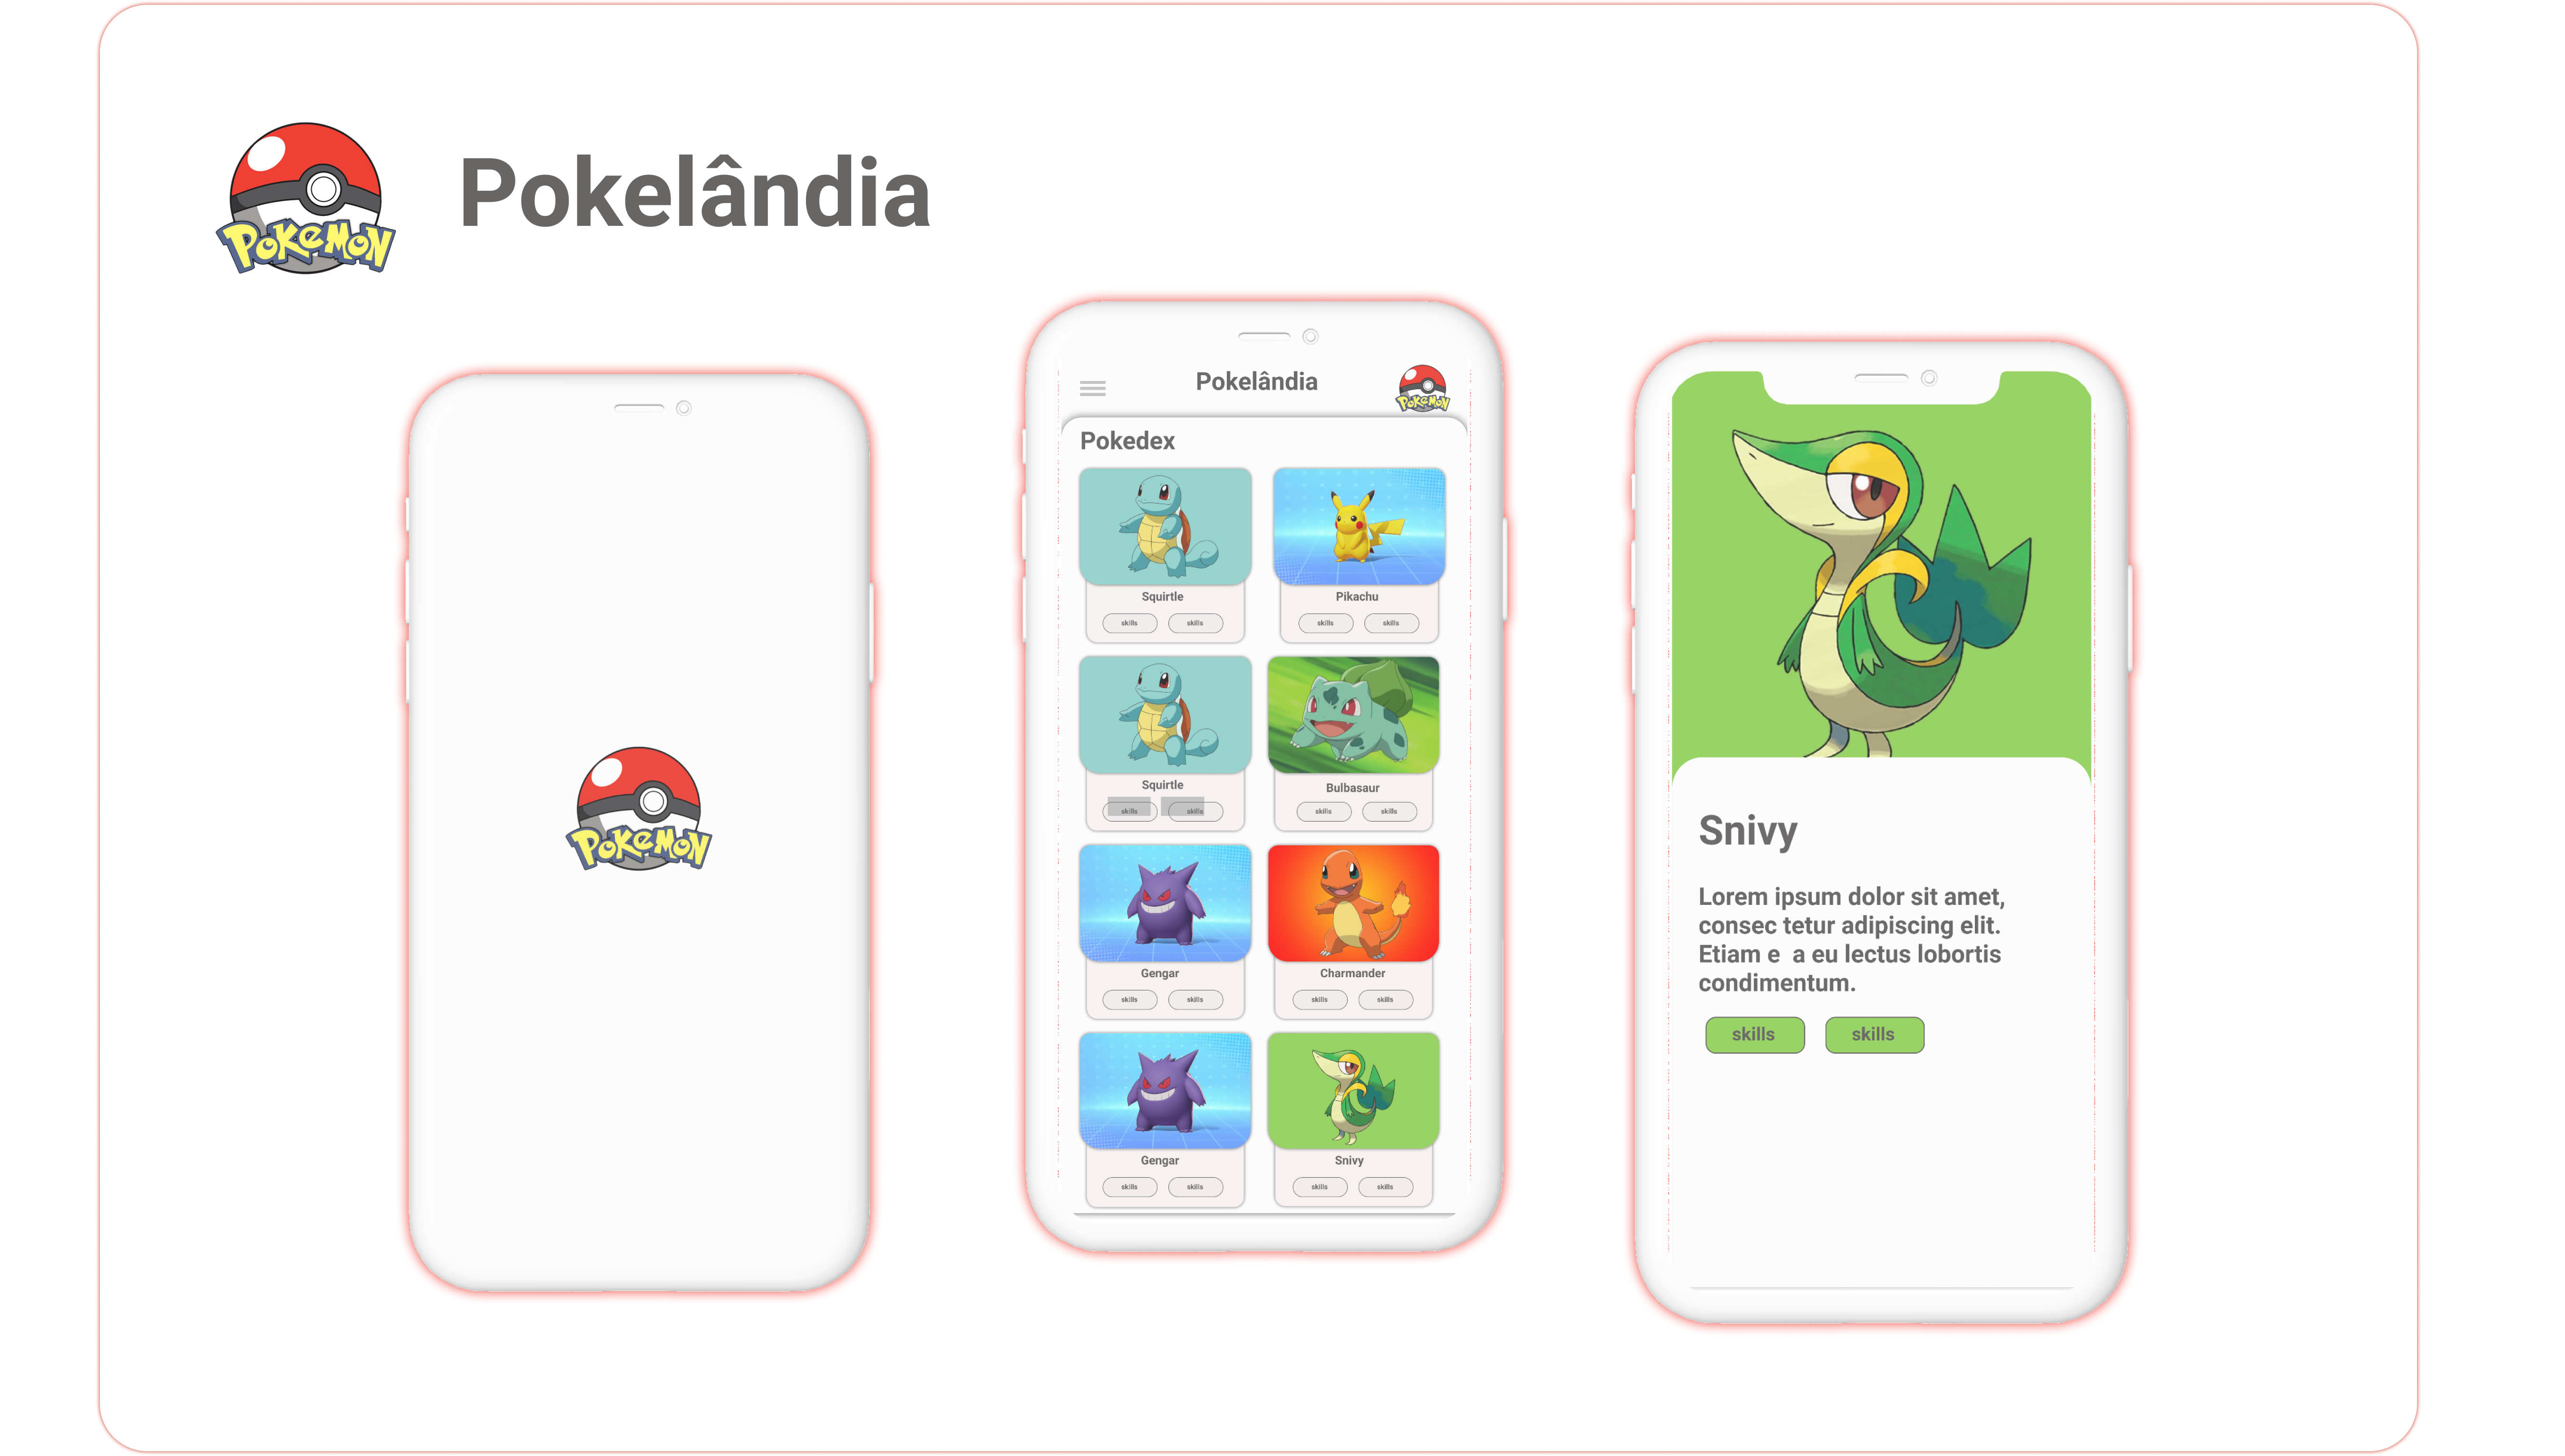 POKéMON
Pokelândia
POKéMON
Pokelândia
POKéMON
Pokedex
Squirtle
Pikachu
skills skills
skills skills
Squirtle
Bulbasaur
skills skills
skills skills
Gengar
Charmander
skills skills
skills skills
Gengar
Snivy
skills skills
skills skills
Snivy
Lorem ipsum dolor sit amet,
consec tetur adipiscing elit.
Etiam e a eu lectus lobortis
condimentum.
skills skills